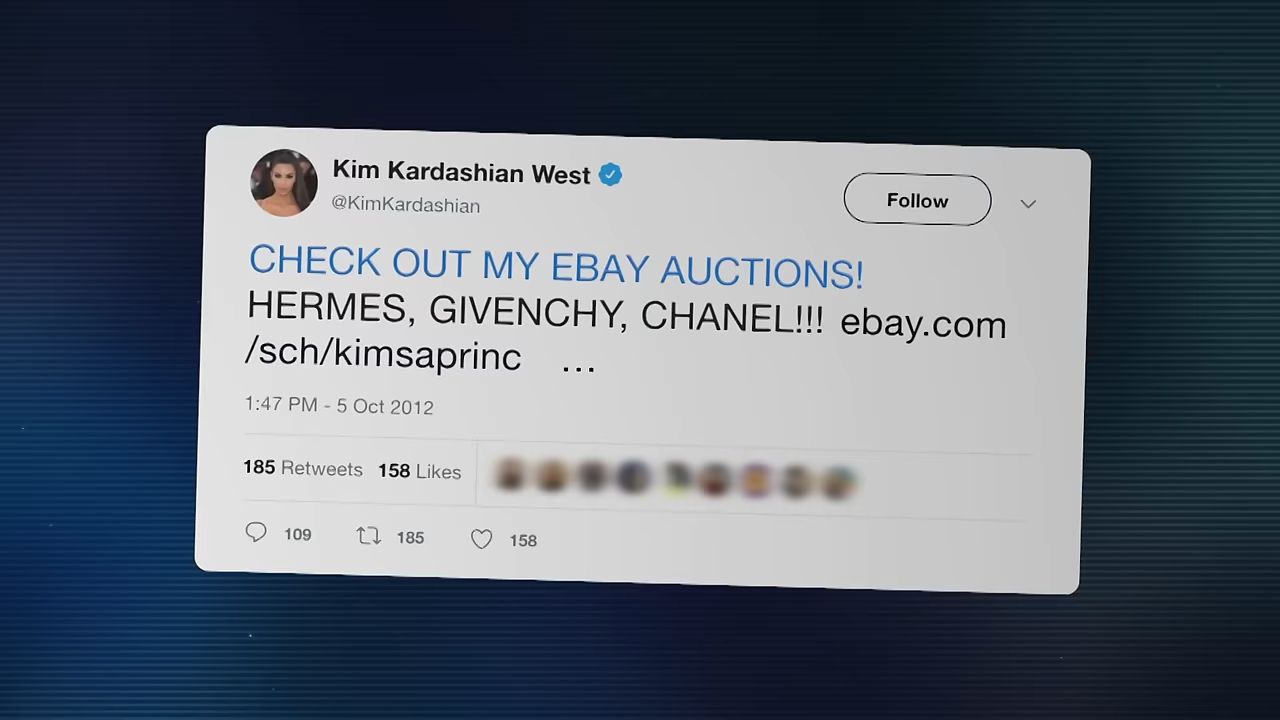 Kim Kardashian West
@KimKardashian
Follow
CHECK OUT MY EBAY AUCTIONS!
HERMES, GIVENCHY, CHANEL!!! ebay.com
/sch/kimsaprinc ...
1:47 PM - 5 Oct 2012
185 Retweets 158 Likes
109 185 158